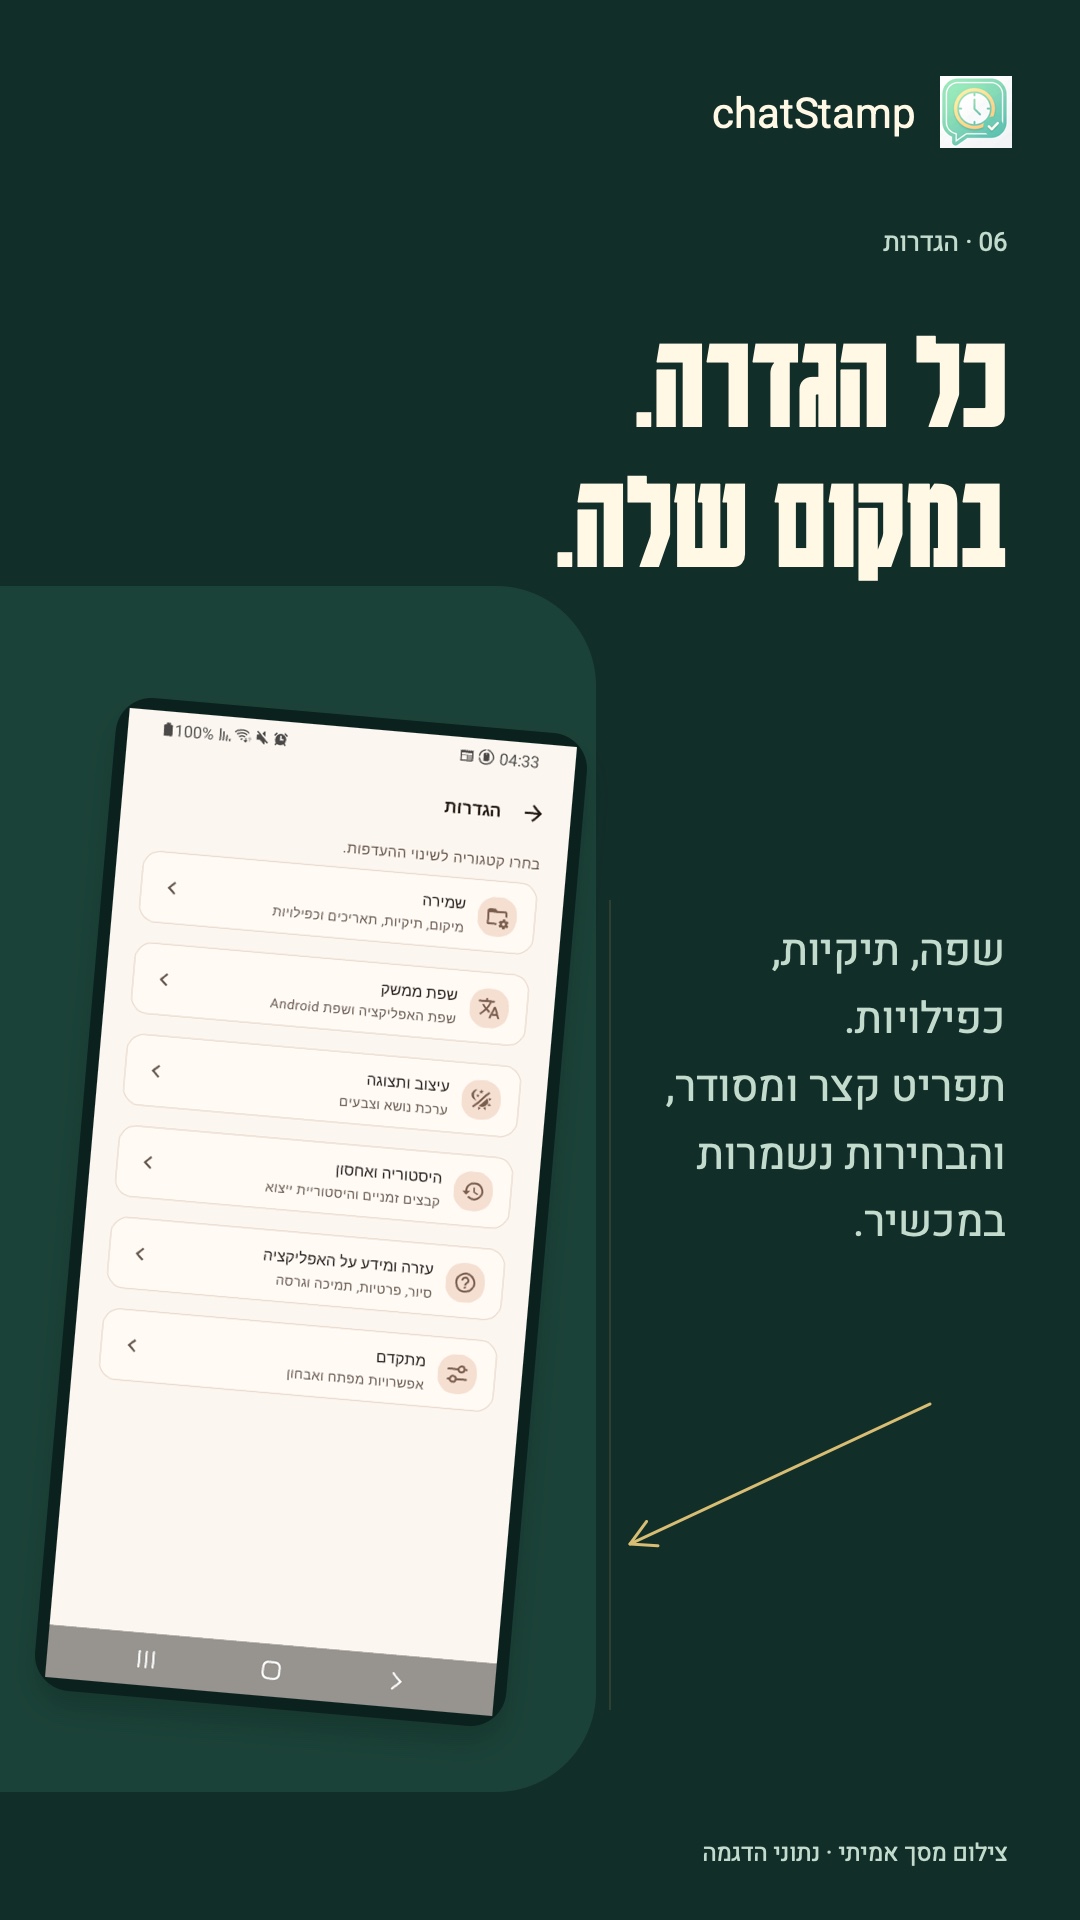 chatStamp
06 · הגדרות
כל הגדרה.
במקום שלה.
04:33
100%
הגדרות
בחרו קטגוריה לשינוי ההעדפות.
שמירה
מיקום, תיקיות, תאריכים וכפילויות
שפת ממשק
שפת האפליקציה ושפת Android
עיצוב ותצוגה
ערכת נושא וצבעים
היסטוריה ואחסון
קבצים זמניים והיסטוריית ייצוא
עזרה ומידע על האפליקציה
סיור, פרטיות, תמיכה וגרסה
מתקדם
אפשרויות מפתח ואבחון
שפה, תיקיות,
כפילויות.
תפריט קצר ומסודר,
והבחירות נשמרות
במכשיר.
צילום מסך אמיתי · נתוני הדגמה